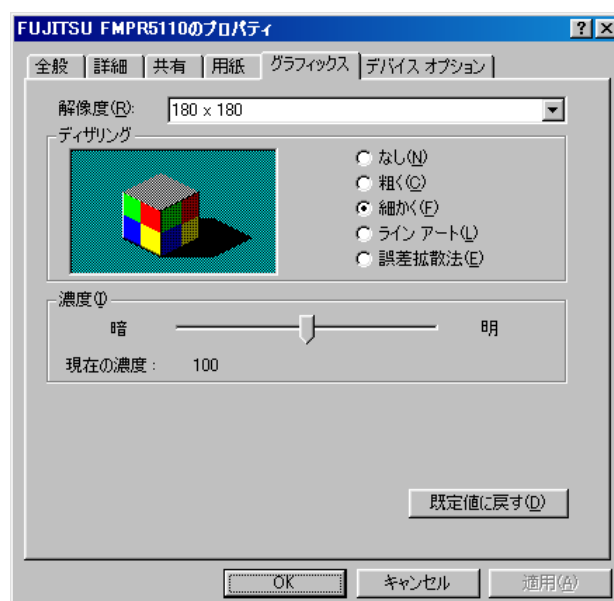 FUJITSU FMPR5110のプロパティ
全般 詳細 共有 用紙 グラフィックス デバイス オプション
解像度(R): 180 x 180
ディザリング
なし(N)
粗く(C)
細かく(F)
ライン アート(L)
誤差拡散法(E)
濃度(I)
暗 明
現在の濃度: 100
既定値に戻す(D)
OK キャンセル 適用(A)